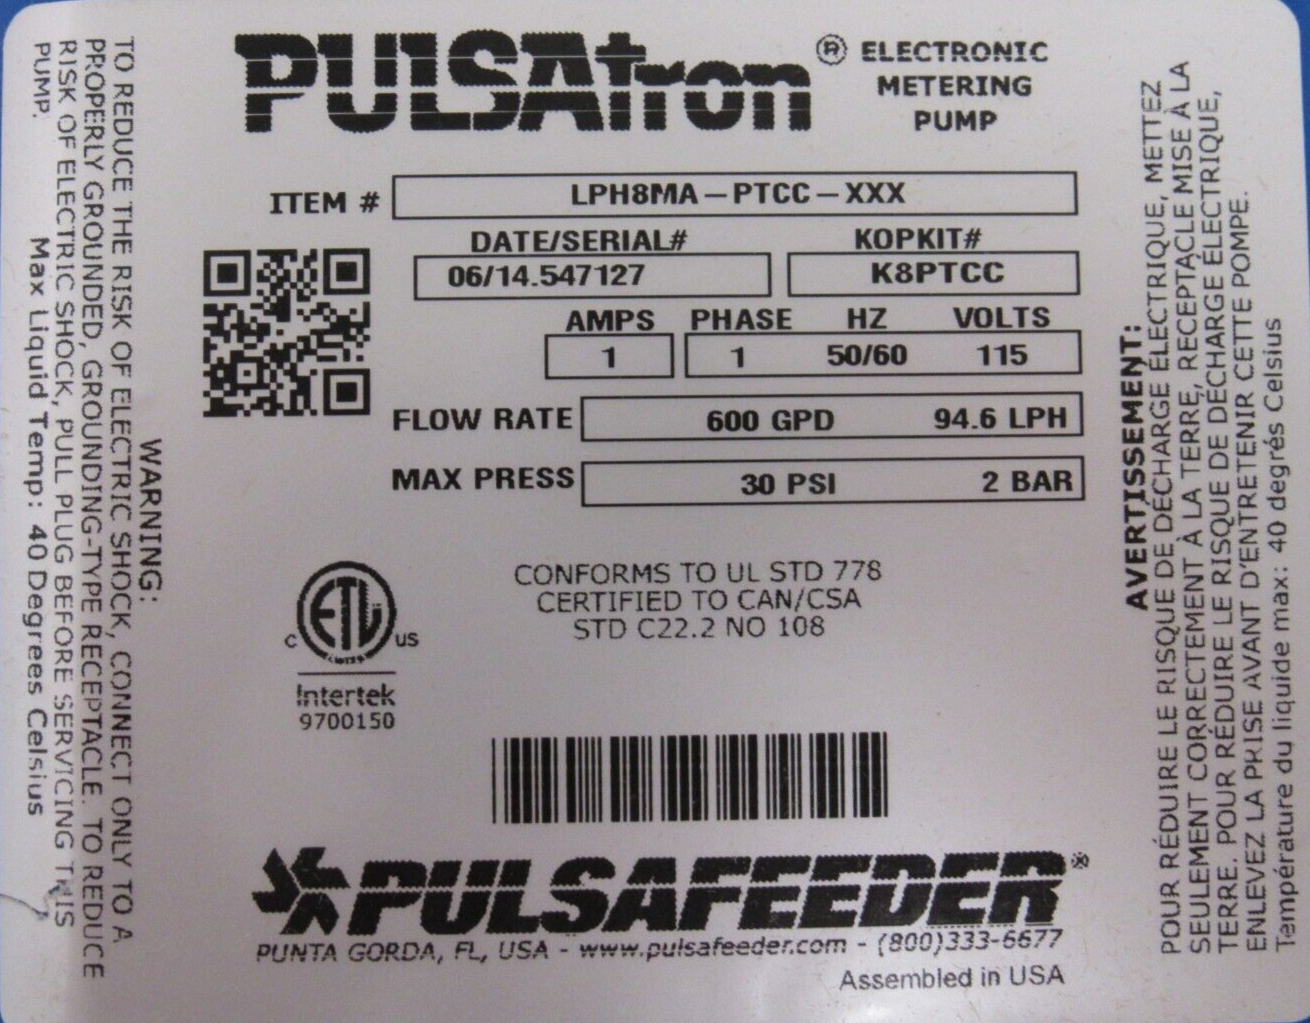 PULSAtron® ELECTRONIC
METERING
PUMP
ITEM # LPH8MA-PTCC-XXX
DATE/SERIAL# KOPKIT#
06/14.547127 K8PTCC
AMPS PHASE HZ VOLTS
1 1 50/60 115
FLOW RATE 600 GPD 94.6 LPH
MAX PRESS 30 PSI 2 BAR
CONFORMS TO UL STD 778
CERTIFIED TO CAN/CSA
STD C22.2 NO 108
C ETL US
LISTED
Intertek
9700150
PULSAFEEDER®
PUNTA GORDA, FL, USA - www.pulsafeeder.com - (800)333-6677
Assembled in USA
WARNING:
TO REDUCE THE RISK OF ELECTRIC SHOCK, CONNECT ONLY TO A
PROPERLY GROUNDED, GROUNDING-TYPE RECEPTACLE. TO REDUCE
RISK OF ELECTRIC SHOCK, PULL PLUG BEFORE SERVICING THIS
PUMP.
Max Liquid Temp: 40 Degrees Celsius
AVERTISSEMENT:
POUR RÉDUIRE LE RISQUE DE DÉCHARGE ÉLECTRIQUE, METTEZ
SEULEMENT CORRECTEMENT À LA TERRE, RECEPTACLE MISE À LA
TERRE. POUR RÉDUIRE LE RISQUE DE DÉCHARGE ÉLECTRIQUE,
ENLEVEZ LA PRISE AVANT D'ENTRETENIR CETTE POMPE.
Température du liquide max: 40 degrés Celsius